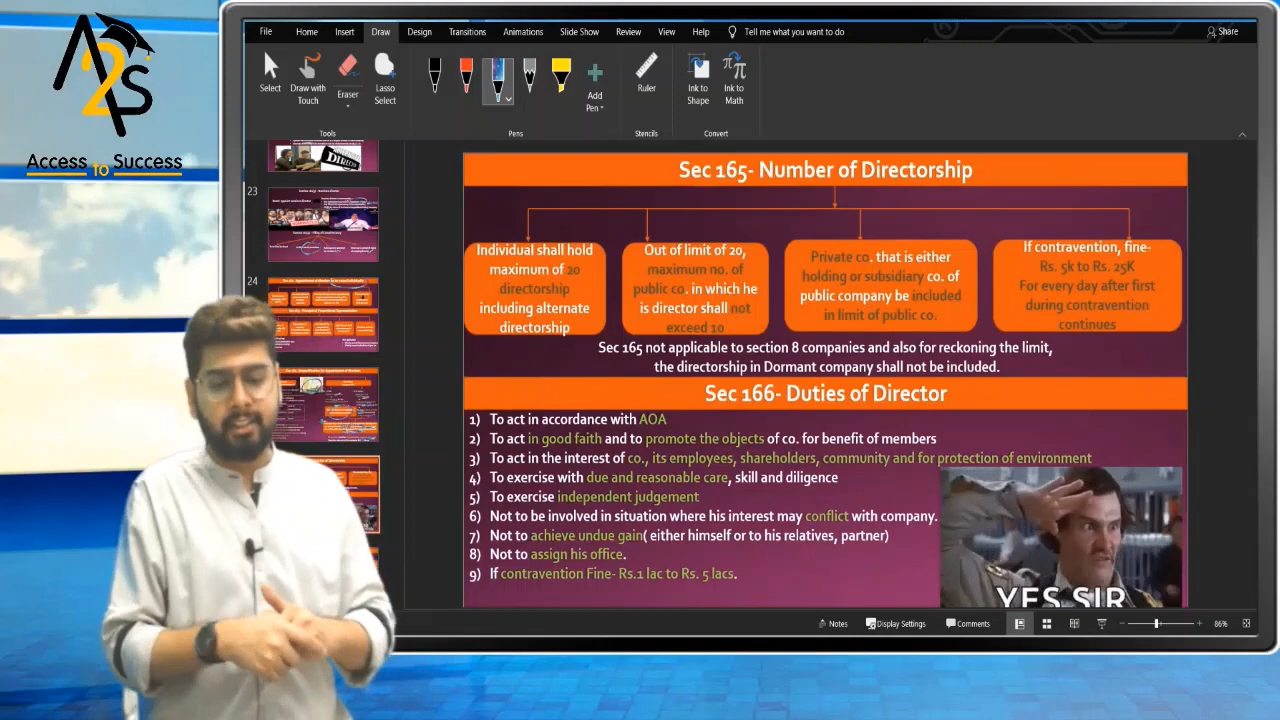 A2S
Access to Success
File Home Insert Draw Design Transitions Animations Slide Show Review View Help Tell me what you want to do Share
Select
Draw with Touch
Eraser
Lasso Select
Add Pen
Ruler
Ink to Shape
Ink to Math
Tools Pens Stencils Convert
23
24
Sec 165- Number of Directorship
Individual shall hold
maximum of 20
directorship
including alternate
directorship
Out of limit of 20,
maximum no. of
public co. in which he
is director shall not
exceed 10
Private co. that is either
holding or subsidiary co. of
public company be included
in limit of public co.
If contravention, fine-
Rs. 5k to Rs. 25K
For every day after first
during contravention
continues
Sec 165 not applicable to section 8 companies and also for reckoning the limit,
the directorship in Dormant company shall not be included.
Sec 166- Duties of Director
1) To act in accordance with AOA
2) To act in good faith and to promote the objects of co. for benefit of members
3) To act in the interest of co., its employees, shareholders, community and for protection of environment
4) To exercise with due and reasonable care, skill and diligence
5) To exercise independent judgement
6) Not to be involved in situation where his interest may conflict with company.
7) Not to achieve undue gain( either himself or to his relatives, partner)
8) Not to assign his office.
9) If contravention Fine- Rs.1 lac to Rs. 5 lacs.
YES SIR
Notes Display Settings Comments 86%